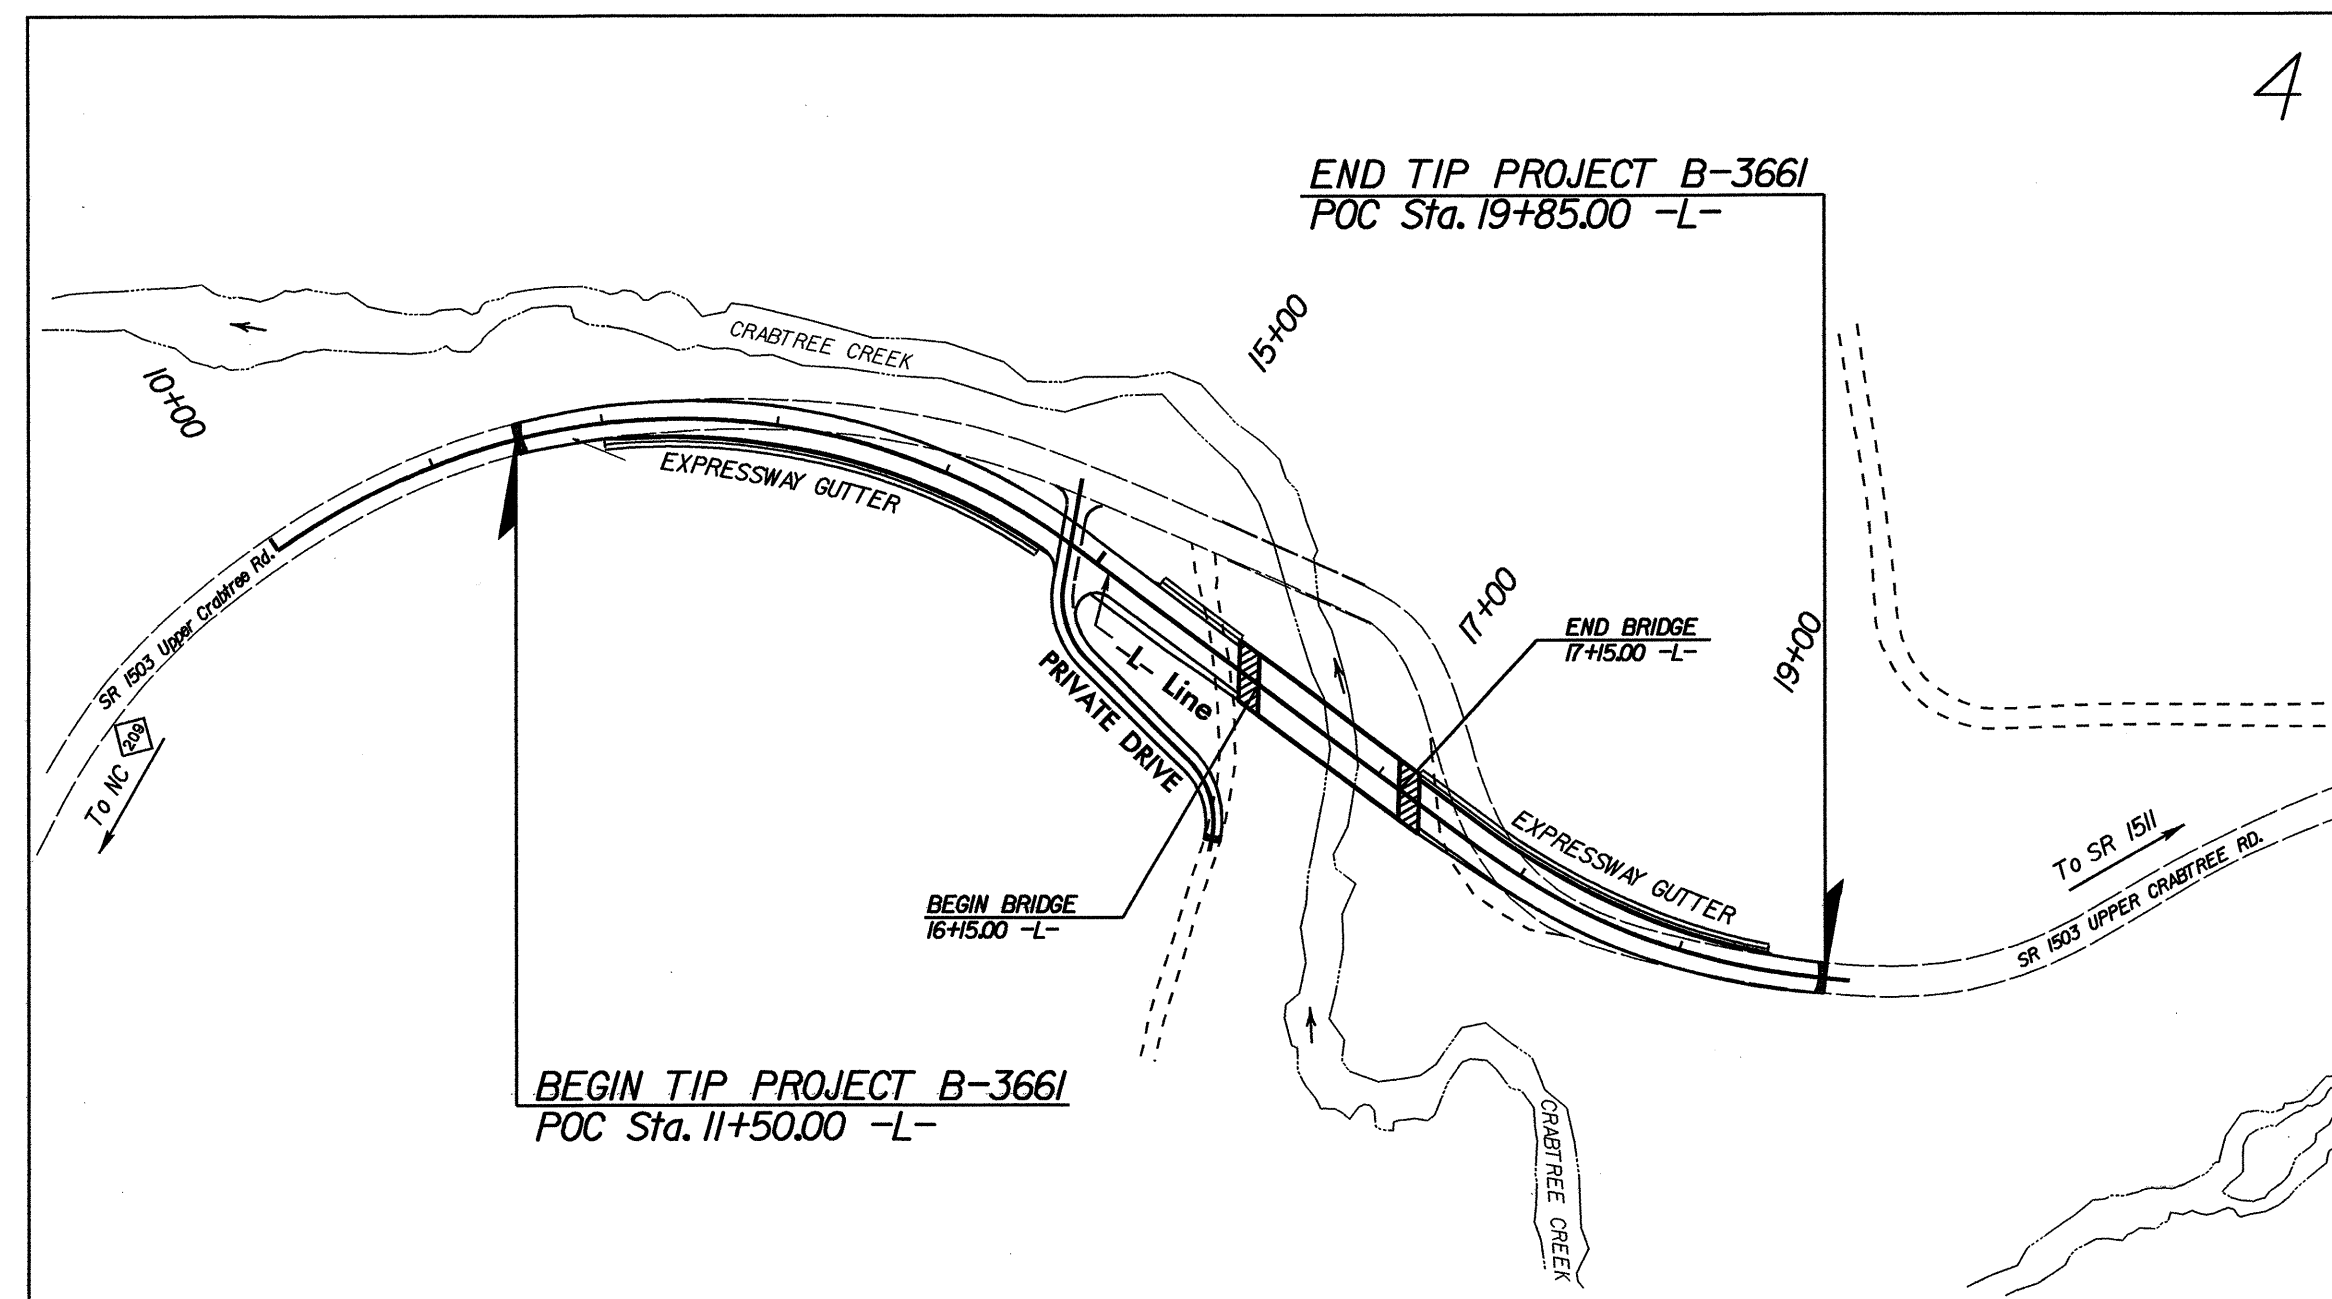 4
END TIP PROJECT B-3661
POC Sta. 19+85.00 -L-
15+00
CRABTREE CREEK
10+00
EXPRESSWAY GUTTER
SR 1503 Upper Crabtree Rd.
17+00
END BRIDGE
17+15.00 -L-
19+00
-L- Line
PRIVATE DRIVE
209
To NC
EXPRESSWAY GUTTER
To SR 1511
SR 1503 UPPER CRABTREE RD.
BEGIN BRIDGE
16+15.00 -L-
BEGIN TIP PROJECT B-3661
POC Sta. 11+50.00 -L-
CRABTREE CREEK